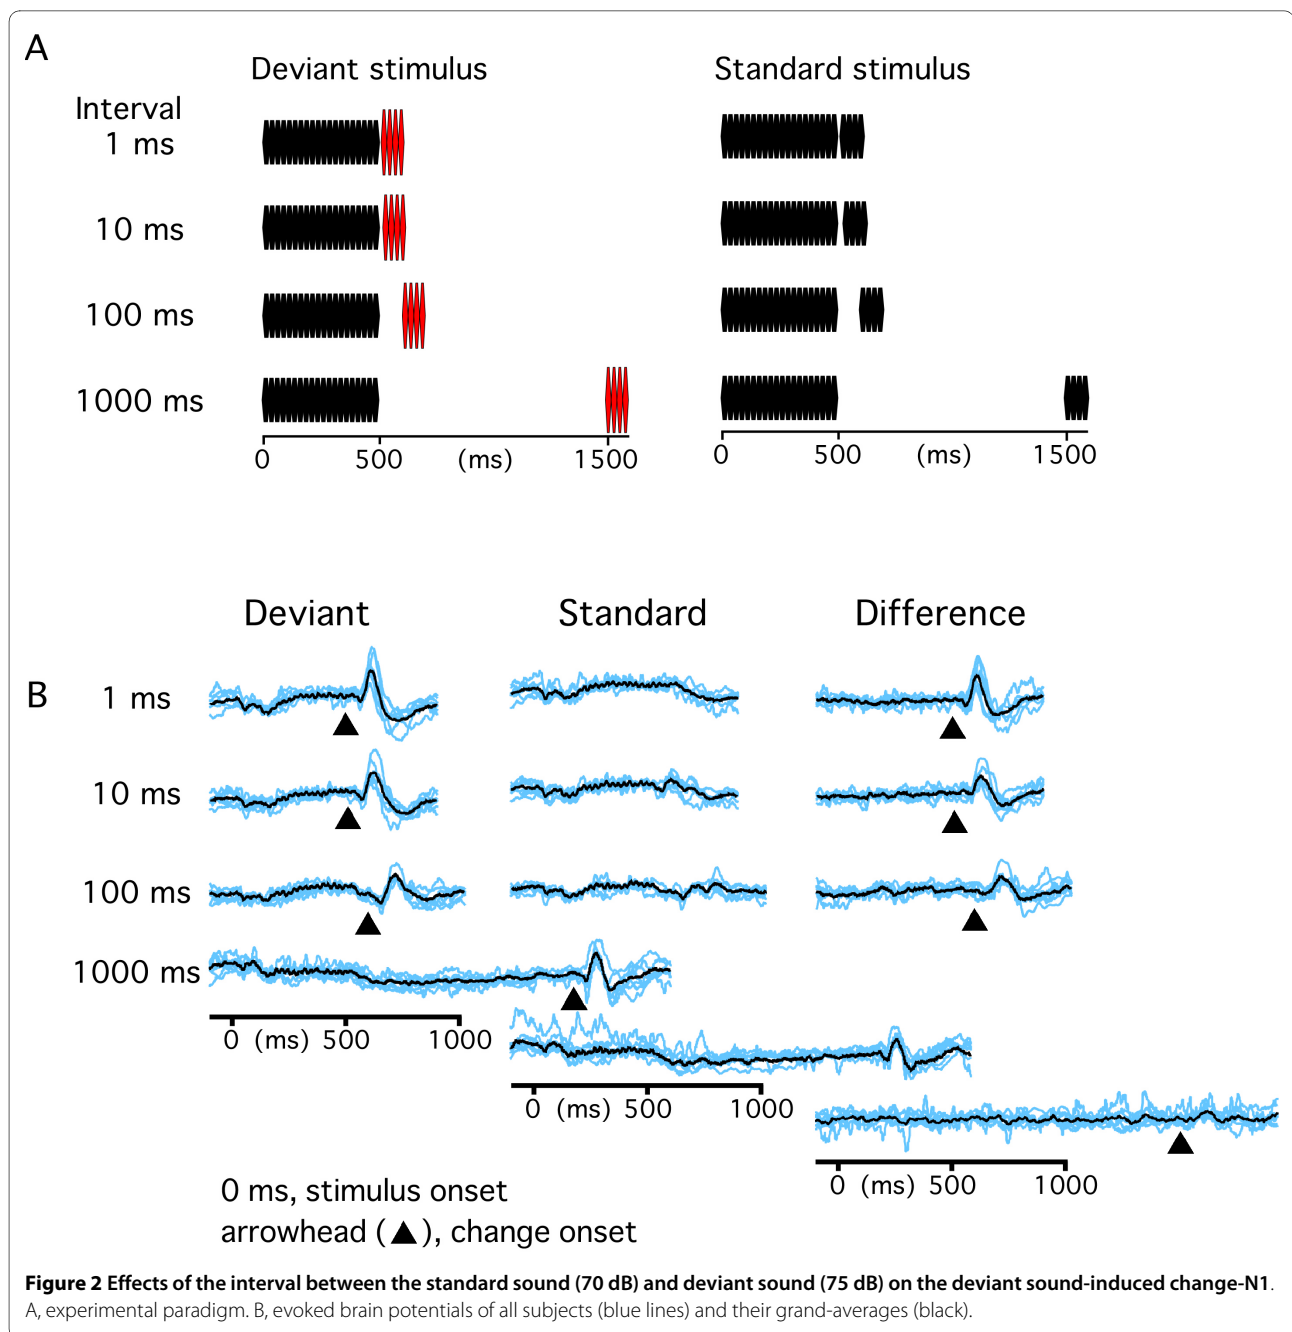 A
Deviant stimulus
Standard stimulus
Interval
1 ms
10 ms
100 ms
1000 ms
0 500 (ms) 1500
0 500 (ms) 1500
Deviant Standard Difference
B
1 ms
10 ms
100 ms
1000 ms
0 (ms) 500 1000
0 (ms) 500 1000
0 (ms) 500 1000
0 ms, stimulus onset
arrowhead (▲), change onset
Figure 2 Effects of the interval between the standard sound (70 dB) and deviant sound (75 dB) on the deviant sound-induced change-N1.
A, experimental paradigm. B, evoked brain potentials of all subjects (blue lines) and their grand-averages (black).